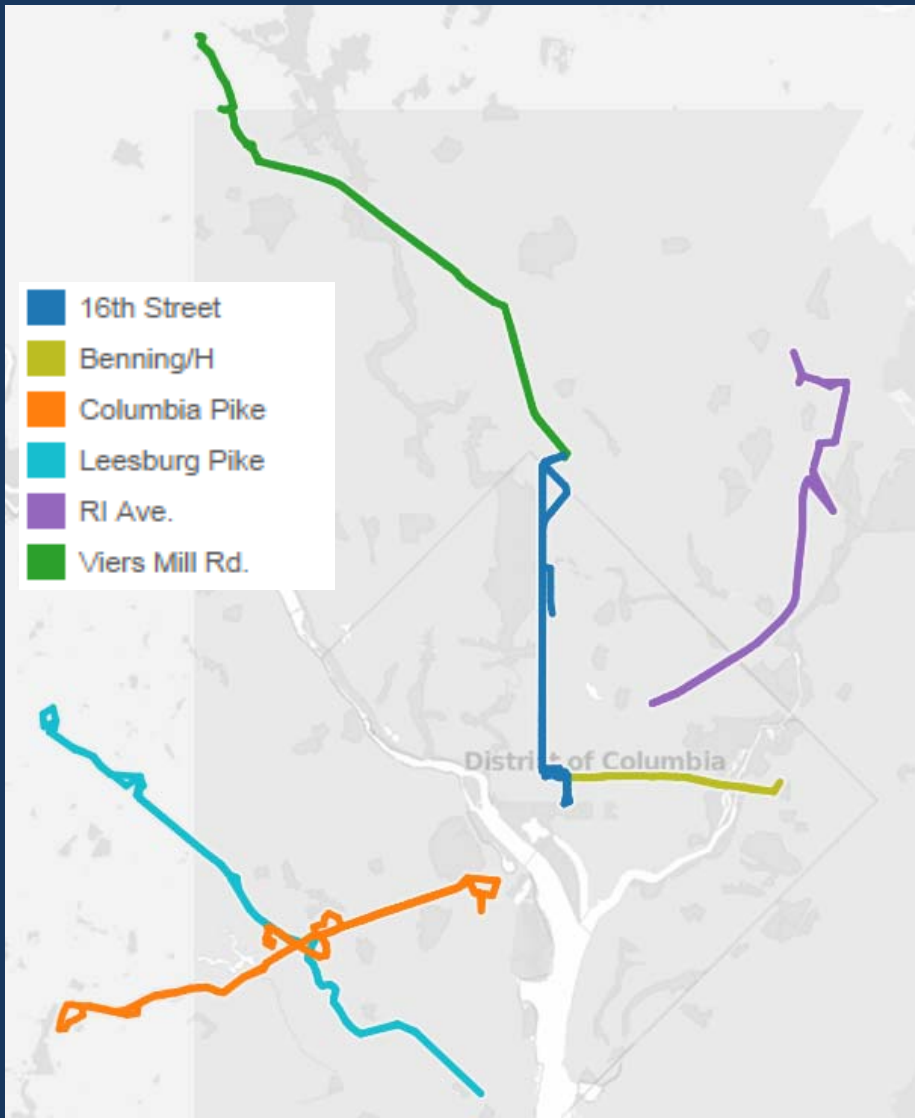 16th Street
Benning/H
Columbia Pike
Leesburg Pike
RI Ave.
Viers Mill Rd.
District of Columbia